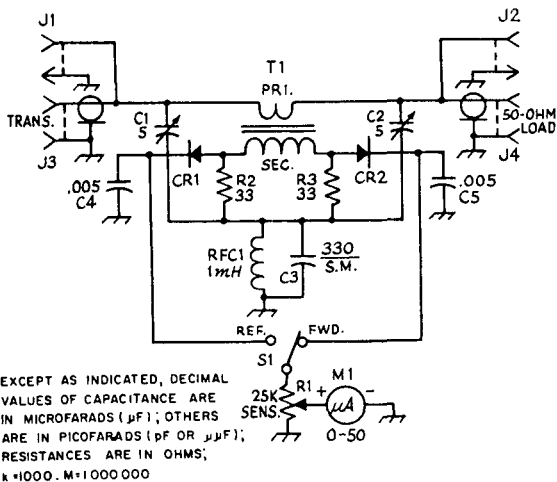 J1
J2
T1
PRI.
TRANS.
C1
5
C2
5
50-OHM
LOAD
J3
J4
SEC.
CR1
CR2
.005
C4
R2
33
R3
33
.005
C5
RFC1
1mH
330
S.M.
C3
REF.
FWD.
S1
25K
SENS.
R1
+
M1
-
μA
0-50
EXCEPT AS INDICATED, DECIMAL
VALUES OF CAPACITANCE ARE
IN MICROFARADS (μF); OTHERS
ARE IN PICOFARADS (pF OR μμF);
RESISTANCES ARE IN OHMS;
k=1000. M=1000000